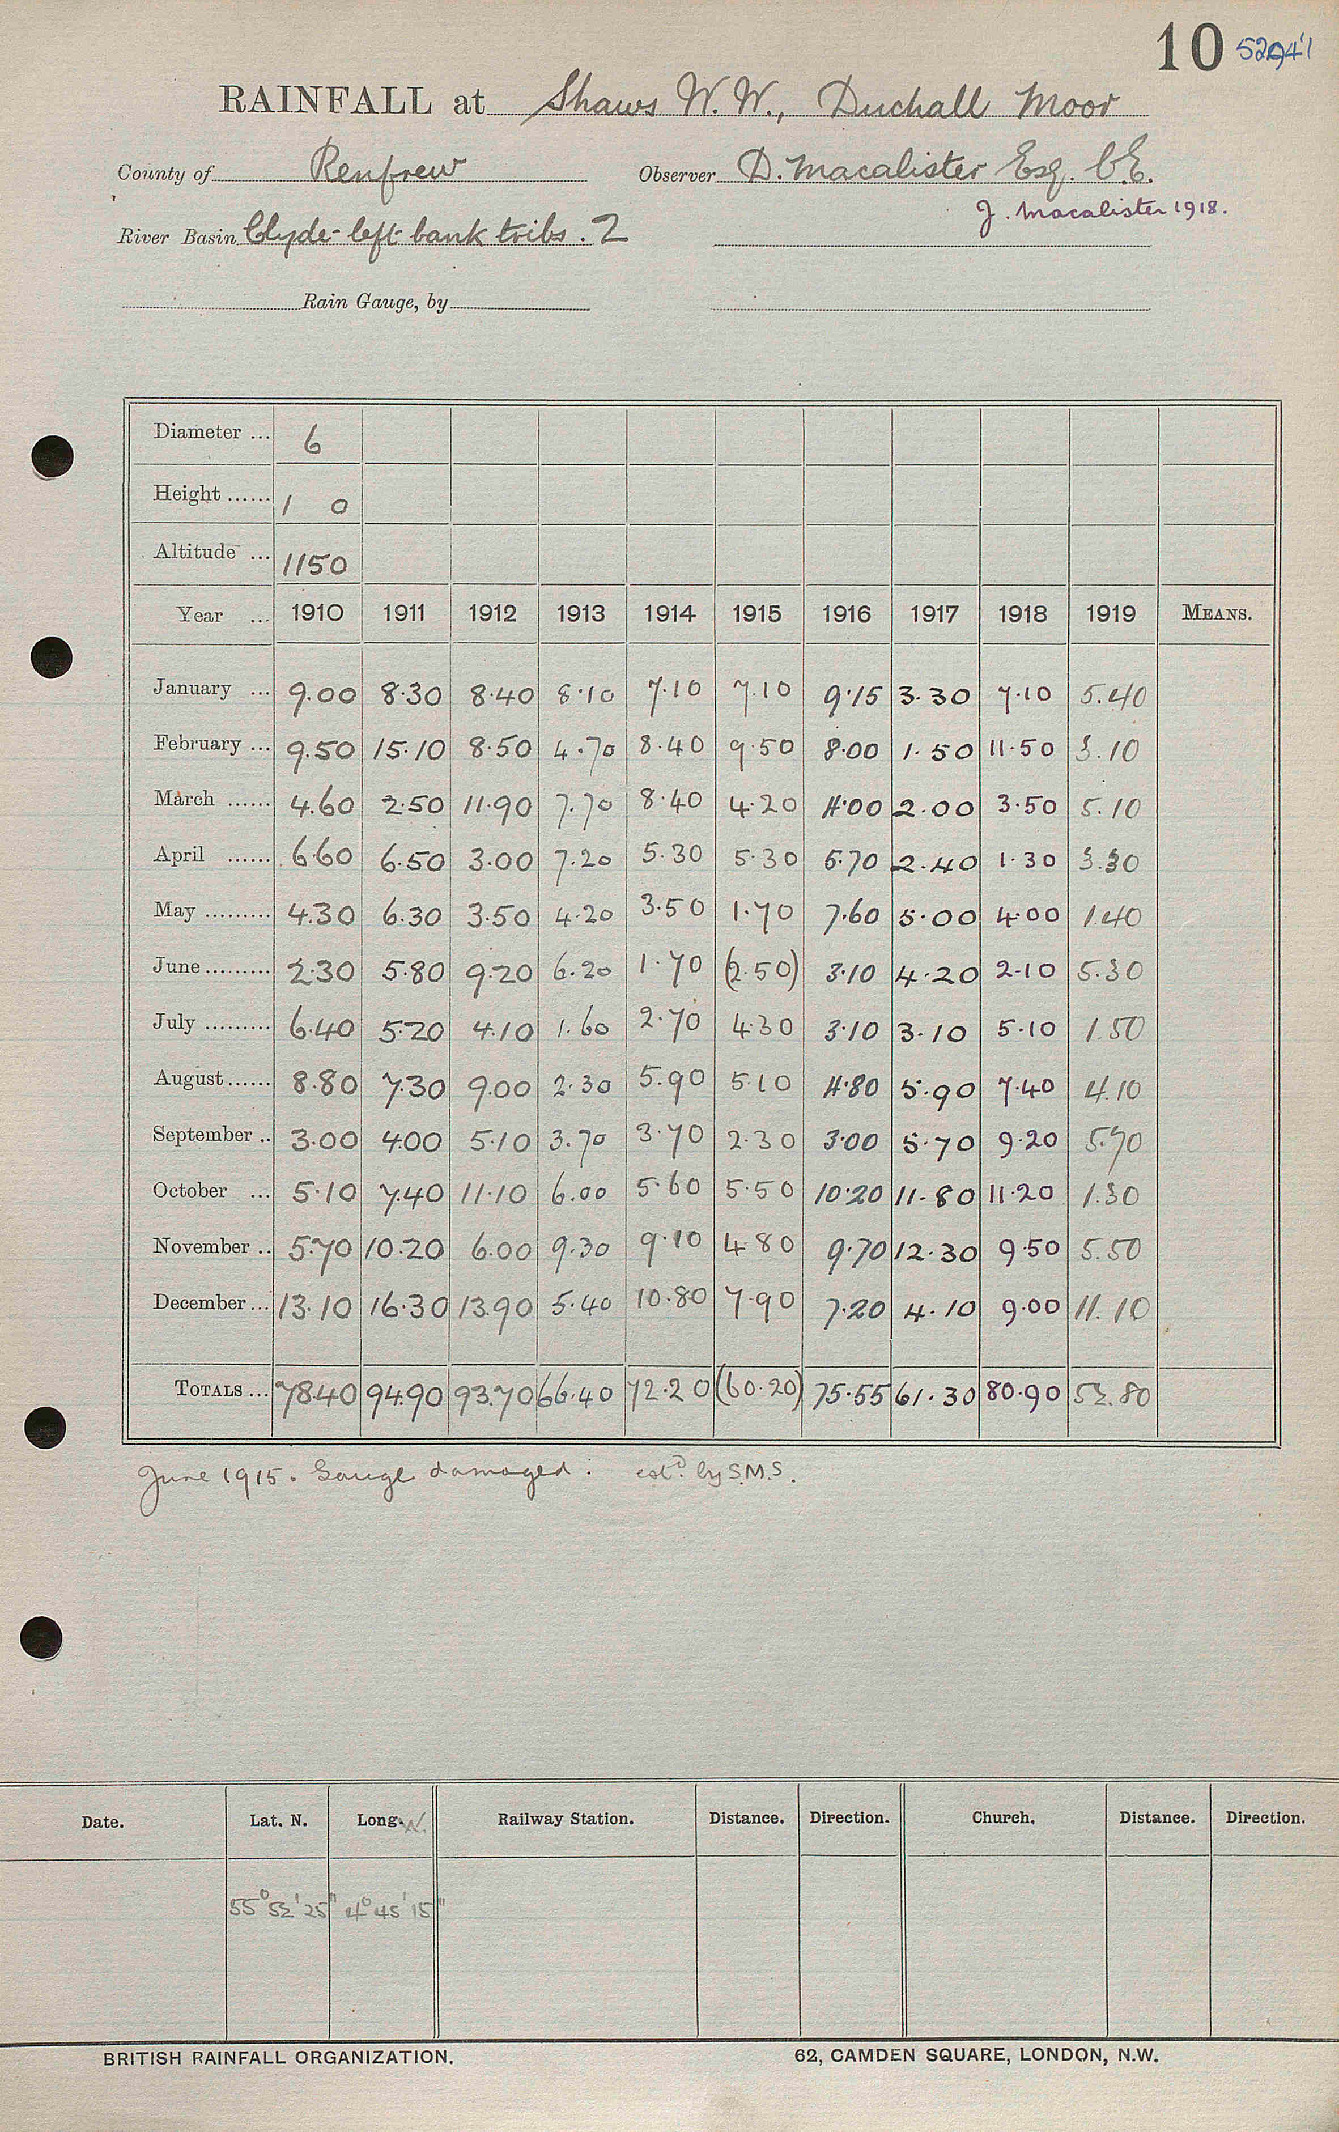 10 52941
RAINFALL at Shaws W. W., Duchall Moor
County of Renfrew Observer D. Macalister Esq. C.E.
J. Macalister 1918.
River Basin Clyde-left-bank tribs. 2
Rain Gauge, by
Diameter ... 6
Height ...... 1 0
Altitude ... 1150
Year ... 1910 1911 1912 1913 1914 1915 1916 1917 1918 1919 MEANS.
January ... 9.00 8.30 8.40 8.10 7.10 7.10 9.15 3.30 7.10 5.40
February ... 9.50 15.10 8.50 4.70 8.40 9.50 8.00 1.50 11.50 3.10
March ...... 4.60 2.50 11.90 7.70 8.40 4.20 4.00 2.00 3.50 5.10
April ...... 6.60 6.50 3.00 7.20 5.30 5.30 5.70 2.40 1.30 3.30
May ......... 4.30 6.30 3.50 4.20 3.50 1.70 7.60 5.00 4.00 1.40
June ......... 2.30 5.80 9.20 6.20 1.70 (2.50) 3.10 4.20 2.10 5.30
July ......... 6.40 5.20 4.10 1.60 2.70 4.30 3.10 3.10 5.10 1.50
August ...... 8.80 7.30 9.00 2.30 5.90 5.10 4.80 5.90 7.40 4.10
September .. 3.00 4.00 5.10 3.70 3.70 2.30 3.00 5.70 9.20 5.70
October ... 5.10 7.40 11.10 6.00 5.60 5.50 10.20 11.80 11.20 1.30
November .. 5.70 10.20 6.00 9.30 9.10 4.80 9.70 12.30 9.50 5.50
December ... 13.10 16.30 13.90 5.40 10.80 7.90 7.20 4.10 9.00 11.10
TOTALS ... 78.40 94.90 93.70 66.40 72.20 (60.20) 75.55 61.30 80.90 52.80
June 1915. Gauge damaged. estd. by S.M.S.
Date. Lat. N. Long. W. Railway Station. Distance. Direction. Church. Distance. Direction.
55° 52' 25" 4° 45' 15"
BRITISH RAINFALL ORGANIZATION. 62, CAMDEN SQUARE, LONDON, N.W.